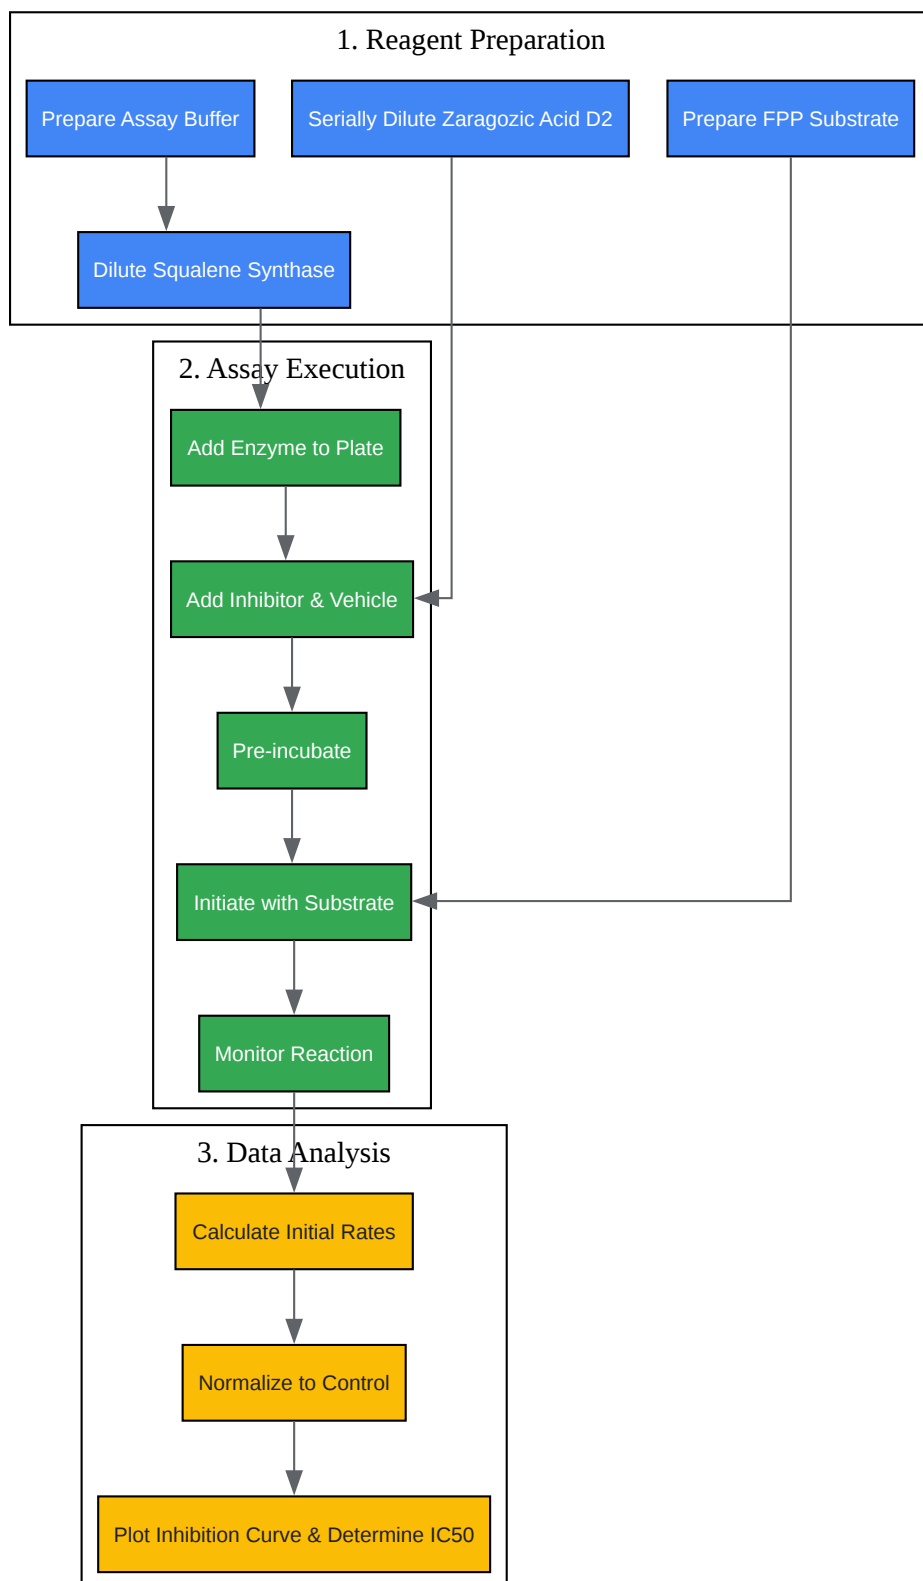 1. Reagent Preparation
Prepare Assay Buffer
Serially Dilute Zaragozic Acid D2
Prepare FPP Substrate
Dilute Squalene Synthase
2. Assay Execution
Add Enzyme to Plate
Add Inhibitor & Vehicle
Pre-incubate
Initiate with Substrate
Monitor Reaction
3. Data Analysis
Calculate Initial Rates
Normalize to Control
Plot Inhibition Curve & Determine IC50